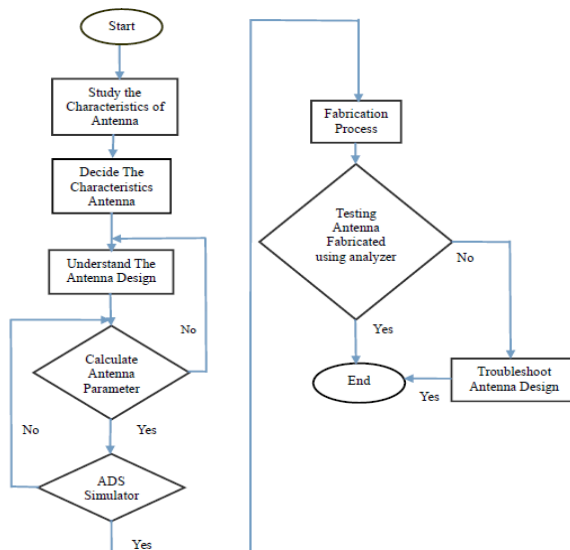 Start
Study the
Characteristics of
Antenna
Decide The
Characteristics
Antenna
Understand The
Antenna Design
No
Calculate
Antenna
Parameter
No
Yes
ADS
Simulator
Yes
Fabrication
Process
Testing
Antenna
Fabricated
using analyzer
No
Yes
End
Troubleshoot
Antenna Design
Yes